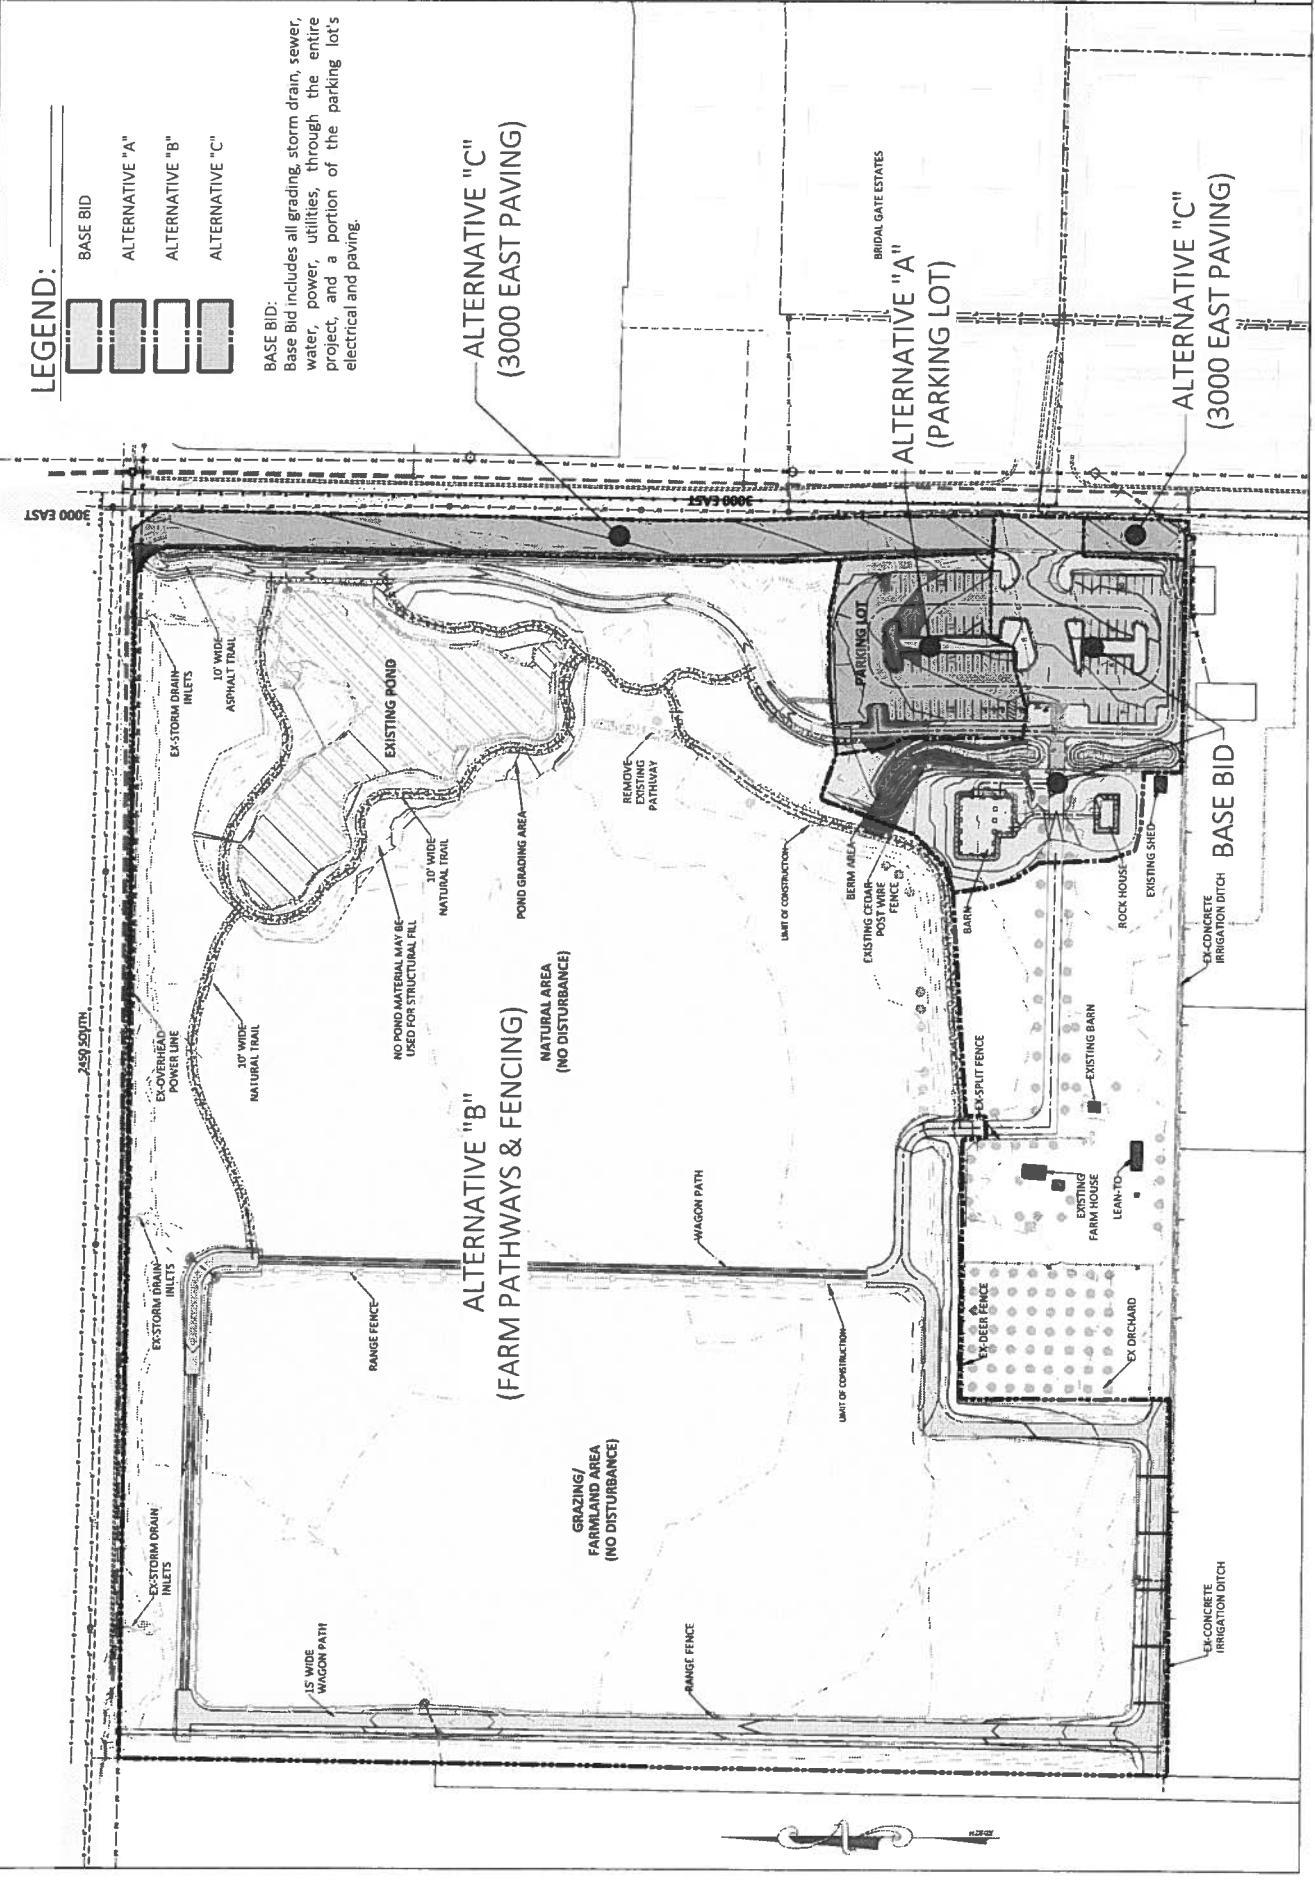 LEGEND:
BASE BID
ALTERNATIVE "A"
ALTERNATIVE "B"
ALTERNATIVE "C"
BASE BID:
Base Bid includes all grading, storm drain, sewer,
water, power, utilities, through the entire
project, and a portion of the parking lot's
electrical and paving.
ALTERNATIVE "C"
(3000 EAST PAVING)
BRIDAL GATE ESTATES
ALTERNATIVE "A"
(PARKING LOT)
ALTERNATIVE "C"
(3000 EAST PAVING)
3000 EAST
3000 EAST
2450 SOUTH
EX-STORM DRAIN
INLETS
10' WIDE
ASPHALT TRAIL
EXISTING POND
PARKING LOT
REMOVE
EXISTING
PATHWAY
10' WIDE
NATURAL TRAIL
POND GRADING AREA
NO POND MATERIAL MAY BE
USED FOR STRUCTURAL FILL
LIMIT OF CONSTRUCTION
BERM AREA
EXISTING CEDAR
POST WIRE
FENCE
BARN
ROCK HOUSE
EXISTING SHED
BASE BID
EX-CONCRETE
IRRIGATION DITCH
EX-OVERHEAD
POWER LINE
10' WIDE
NATURAL TRAIL
NATURAL AREA
(NO DISTURBANCE)
ALTERNATIVE "B"
(FARM PATHWAYS & FENCING)
EX-SPLIT FENCE
EXISTING BARN
EXISTING
FARM HOUSE
LEAN-TO
WAGON PATH
EX-STORM DRAIN
INLETS
RANGE FENCE
LIMIT OF CONSTRUCTION
EX-DEER FENCE
EX ORCHARD
GRAZING/
FARMLAND AREA
(NO DISTURBANCE)
EX-STORM DRAIN
INLETS
15' WIDE
WAGON PATH
RANGE FENCE
EX-CONCRETE
IRRIGATION DITCH
NORTH